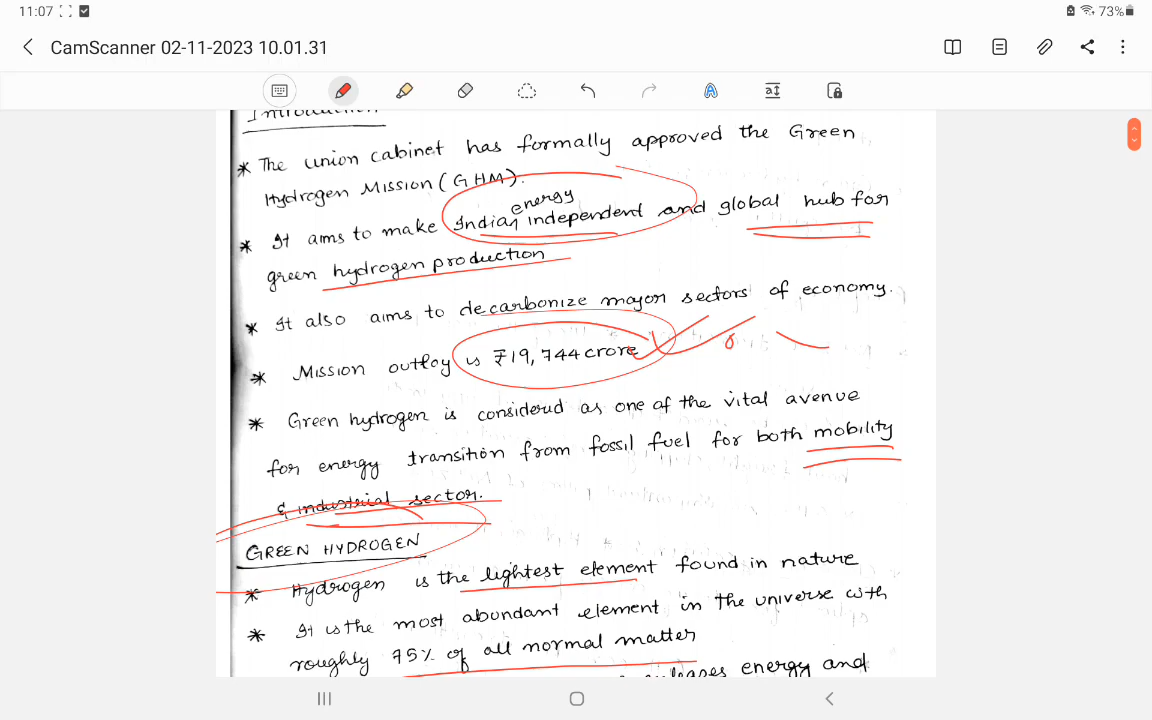 11:07
73%
CamScanner 02-11-2023 10.01.31
Introduction
* The union cabinet has formally approved the Green
Hydrogen Mission (GHM).
energy
* It aims to make India independent and global hub for
green hydrogen production
* It also aims to decarbonize major sectors of economy.
* Mission outlay is ₹19,744 crore
* Green hydrogen is considerd as one of the vital avenue
for energy transition from fossil fuel for both mobility
& industrial sector.
GREEN HYDROGEN
* Hydrogen is the lightest element found in nature
* It is the most abundant element in the universe with
roughly 75% of all normal matter
releases energy and